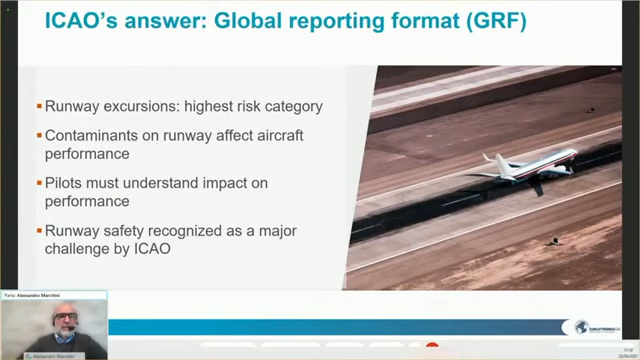 ICAO's answer: Global reporting format (GRF)
Runway excursions: highest risk category
Contaminants on runway affect aircraft
performance
Pilots must understand impact on
performance
Runway safety recognized as a major
challenge by ICAO
Parla: Alessandro Marchini
Alessandro Marchini